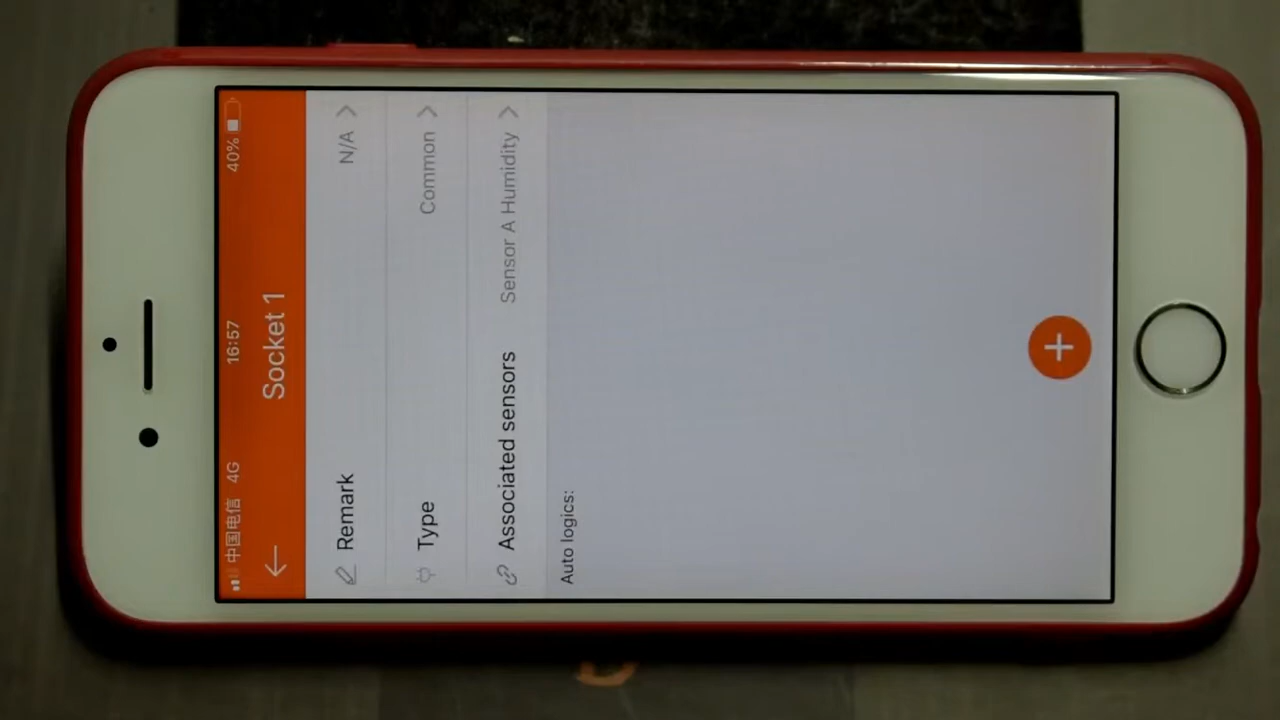 中国电信 4G 16:57 40%
Socket 1
Remark N/A
Type Common
Associated sensors Sensor A Humidity
Auto logics: